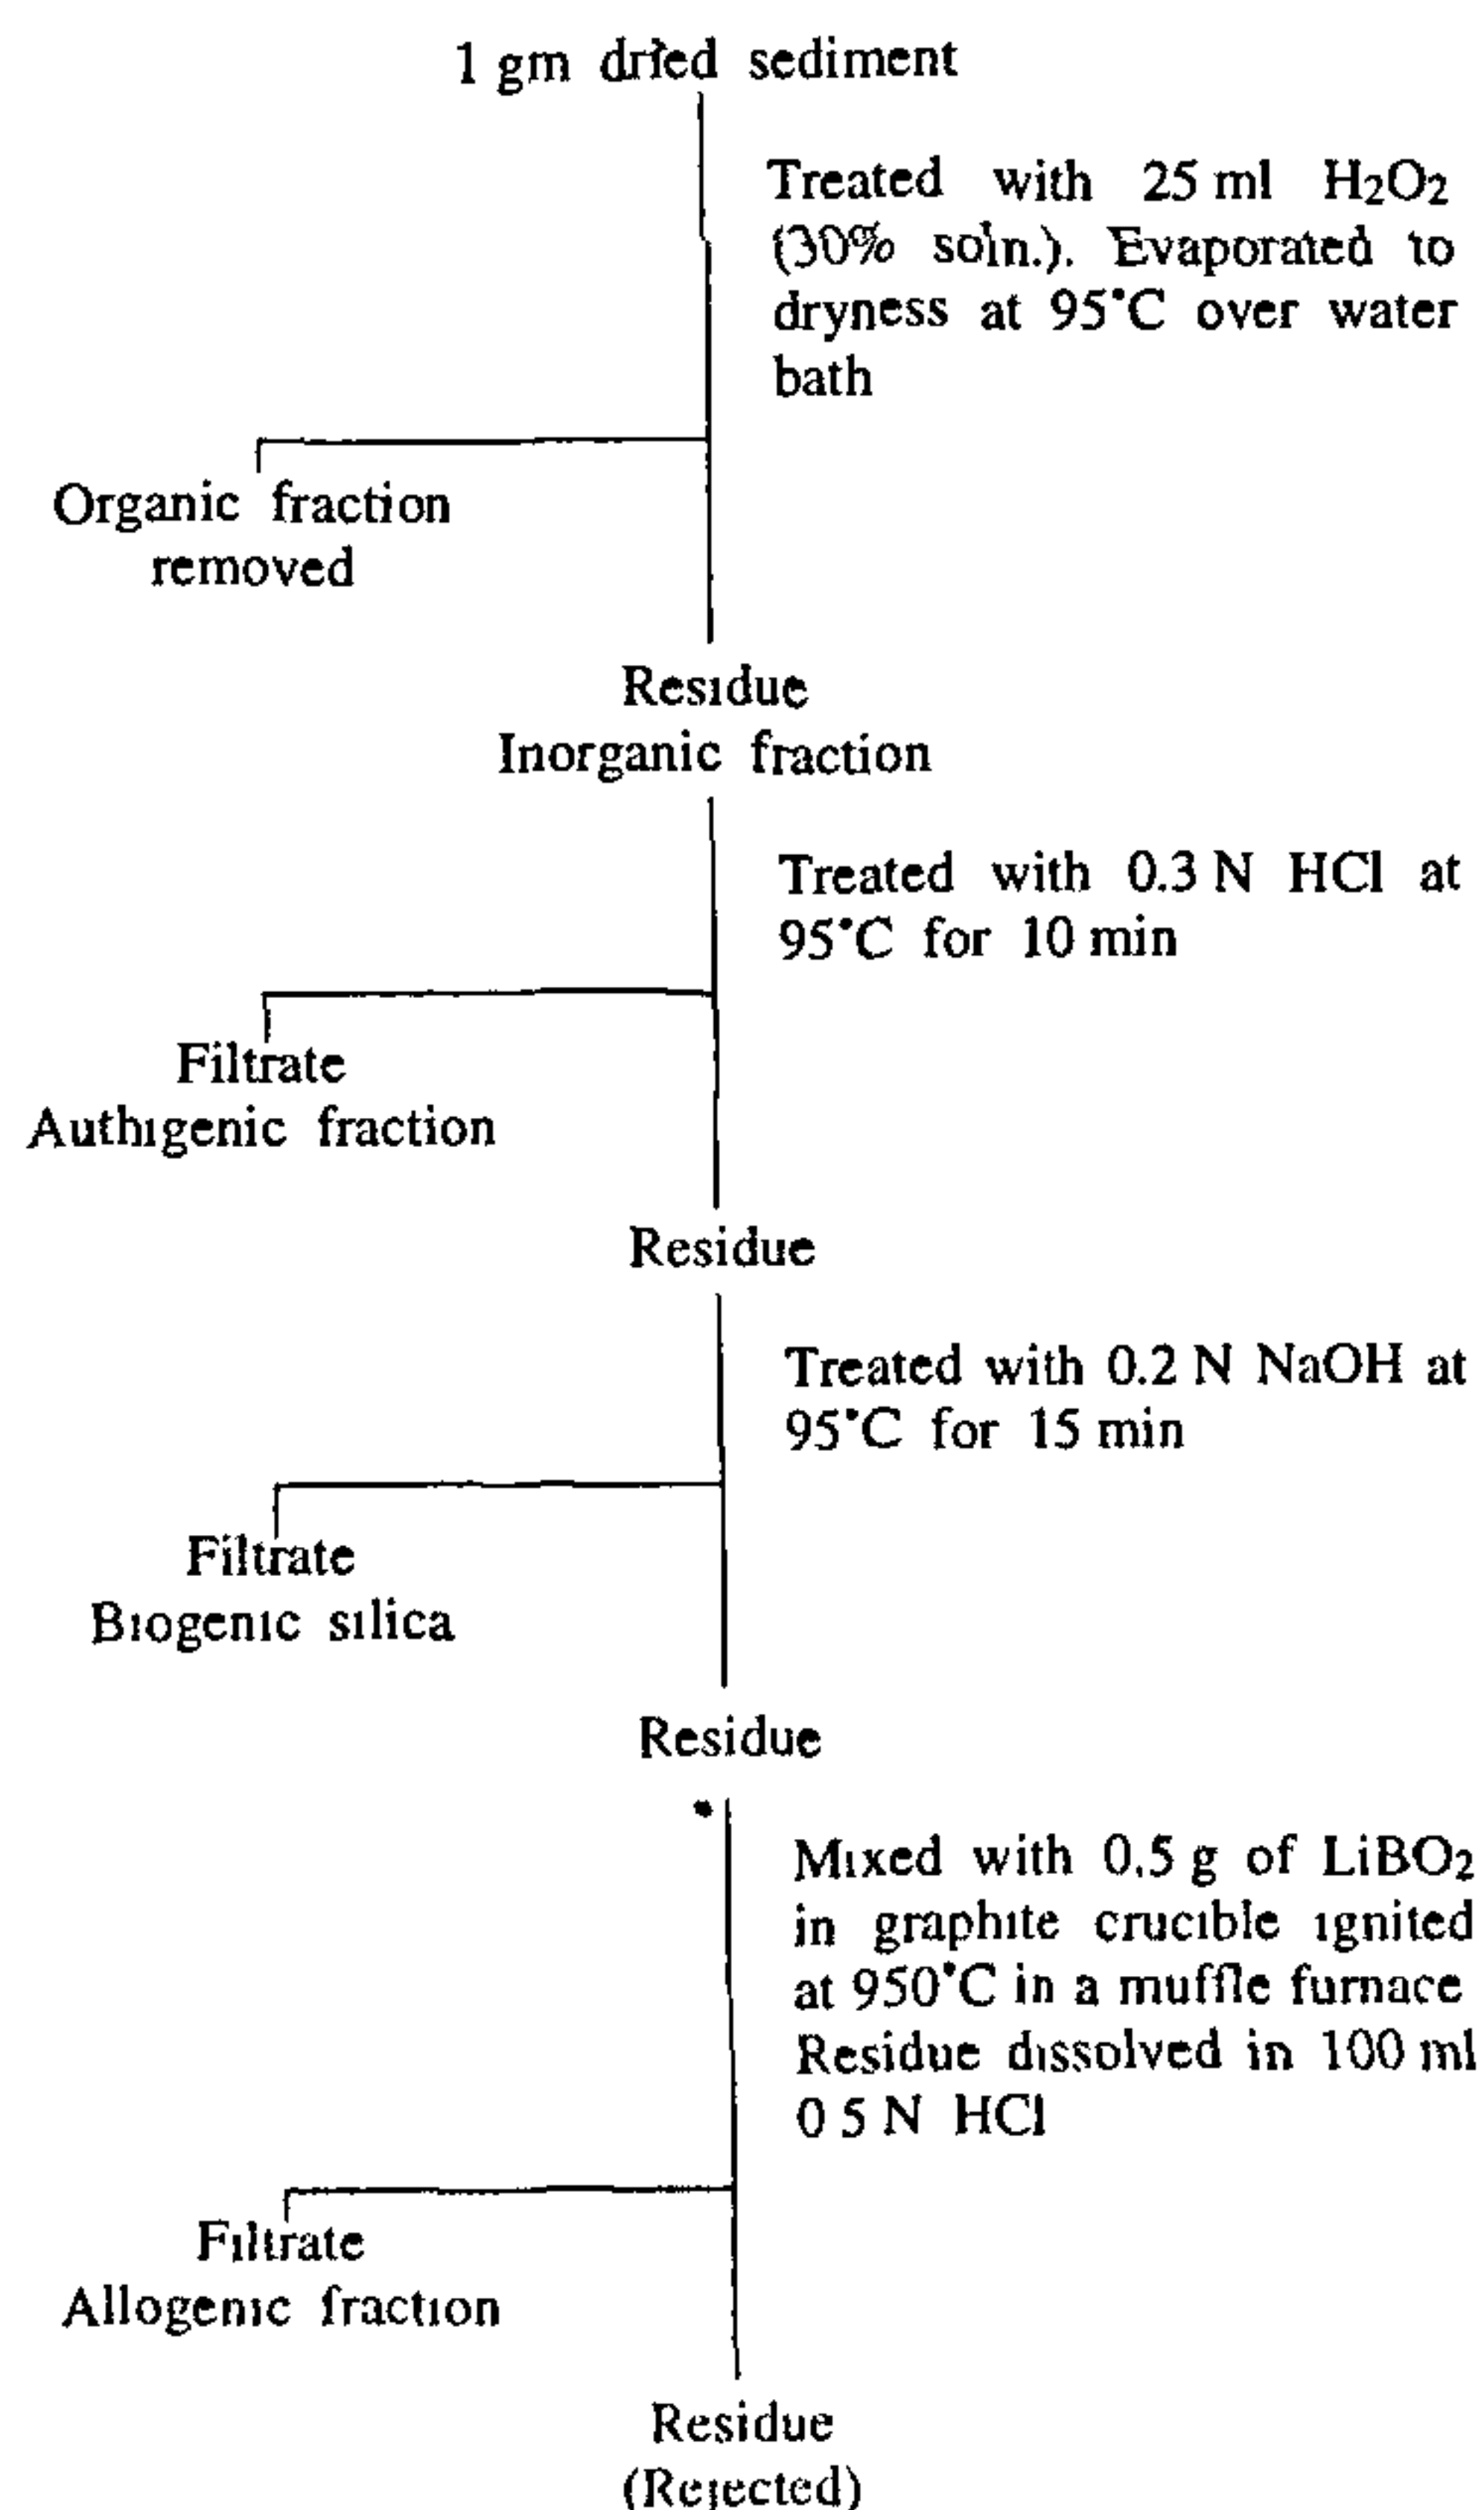 1 gm dried sediment
Treated with 25 ml H₂O₂
(30% soln.). Evaporated to
dryness at 95°C over water
bath
Organic fraction
removed
Residue
Inorganic fraction
Treated with 0.3 N HCl at
95°C for 10 min
Filtrate
Authigenic fraction
Residue
Treated with 0.2 N NaOH at
95°C for 15 min
Filtrate
Biogenic silica
Residue
Mixed with 0.5 g of LiBO₂
in graphite crucible ignited
at 950°C in a muffle furnace
Residue dissolved in 100 ml
0 5 N HCl
Filtrate
Allogenic fraction
Residue
(Rejected)